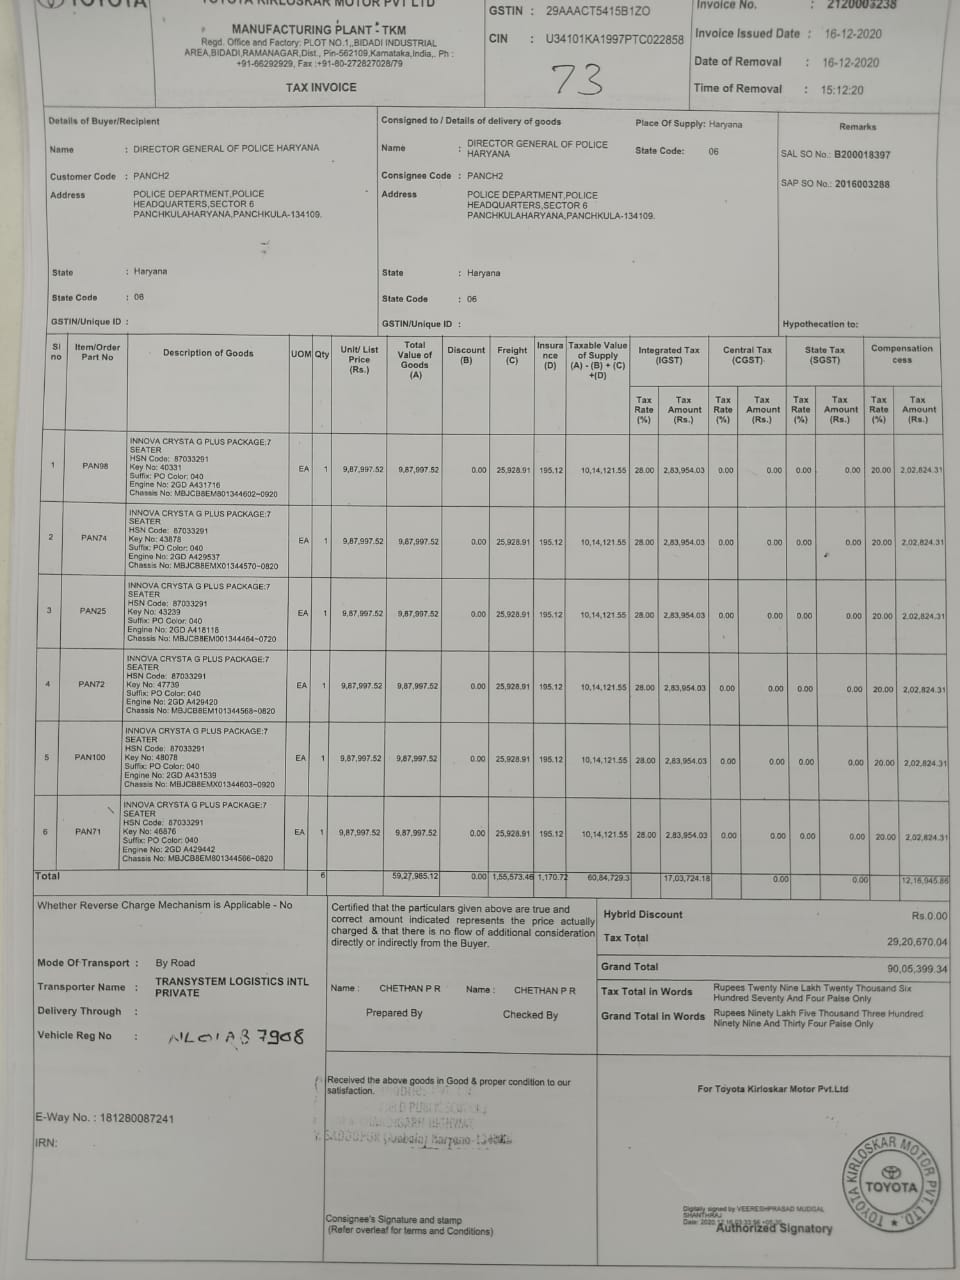 TOYOTA
TOYOTA KIRLOSKAR MOTOR PVT LTD
MANUFACTURING PLANT - TKM
Regd. Office and Factory: PLOT NO.1,,BIDADI INDUSTRIAL
AREA,BIDADI,RAMANAGAR,Dist., Pin-562109,Karnataka,India,. Ph :
+91-66292929, Fax :+91-80-272827028/79
TAX INVOICE
GSTIN : 29AAACT5415B1ZO
CIN : U34101KA1997PTC022858
73
Invoice No. : 2120003238
Invoice Issued Date : 16-12-2020
Date of Removal : 16-12-2020
Time of Removal : 15:12:20
Details of Buyer/Recipient
Name : DIRECTOR GENERAL OF POLICE HARYANA
Customer Code : PANCH2
Address POLICE DEPARTMENT,POLICE
HEADQUARTERS,SECTOR 6
PANCHKULAHARYANA,PANCHKULA-134109.
State : Haryana
State Code : 06
GSTIN/Unique ID :
Consigned to / Details of delivery of goods
Place Of Supply: Haryana
Name : DIRECTOR GENERAL OF POLICE
HARYANA
State Code: 06
Consignee Code : PANCH2
Address POLICE DEPARTMENT,POLICE
HEADQUARTERS,SECTOR 6
PANCHKULAHARYANA,PANCHKULA-134109.
State : Haryana
State Code : 06
GSTIN/Unique ID :
Remarks
SAL SO No.: B200018397
SAP SO No.: 2016003288
Hypothecation to:
Sl no Item/Order Part No Description of Goods UOM Qty Unit/ List Price (Rs.) Total Value of Goods (A) Discount (B) Freight (C) Insura nce (D) Taxable Value of Supply (A) - (B) + (C) +(D) Integrated Tax (IGST) Central Tax (CGST) State Tax (SGST) Compensation cess
Tax Rate (%) Tax Amount (Rs.) Tax Rate (%) Tax Amount (Rs.) Tax Rate (%) Tax Amount (Rs.) Tax Rate (%) Tax Amount (Rs.)
INNOVA CRYSTA G PLUS PACKAGE:7
SEATER
HSN Code: 87033291
1 PAN98 Key No: 40331 EA 1 9,87,997.52 9,87,997.52 0.00 25,928.91 195.12 10,14,121.55 28.00 2,83,954.03 0.00 0.00 0.00 0.00 20.00 2,02,824.31
Suffix: PO Color: 040
Engine No: 2GD A431716
Chassis No: MBJCB8EM801344602~0920
INNOVA CRYSTA G PLUS PACKAGE:7
SEATER
HSN Code: 87033291
2 PAN74 Key No: 43878 EA 1 9,87,997.52 9,87,997.52 0.00 25,928.91 195.12 10,14,121.55 28.00 2,83,954.03 0.00 0.00 0.00 0.00 20.00 2,02,824.31
Suffix: PO Color: 040
Engine No: 2GD A429537
Chassis No: MBJCB8EMX01344570~0820
INNOVA CRYSTA G PLUS PACKAGE:7
SEATER
HSN Code: 87033291
3 PAN25 Key No: 43239 EA 1 9,87,997.52 9,87,997.52 0.00 25,928.91 195.12 10,14,121.55 28.00 2,83,954.03 0.00 0.00 0.00 0.00 20.00 2,02,824.31
Suffix: PO Color: 040
Engine No: 2GD A418118
Chassis No: MBJCB8EM001344464~0720
INNOVA CRYSTA G PLUS PACKAGE:7
SEATER
HSN Code: 87033291
4 PAN72 Key No: 47739 EA 1 9,87,997.52 9,87,997.52 0.00 25,928.91 195.12 10,14,121.55 28.00 2,83,954.03 0.00 0.00 0.00 0.00 20.00 2,02,824.31
Suffix: PO Color: 040
Engine No: 2GD A429420
Chassis No: MBJCB8EM101344568~0820
INNOVA CRYSTA G PLUS PACKAGE:7
SEATER
HSN Code: 87033291
5 PAN100 Key No: 48078 EA 1 9,87,997.52 9,87,997.52 0.00 25,928.91 195.12 10,14,121.55 28.00 2,83,954.03 0.00 0.00 0.00 0.00 20.00 2,02,824.31
Suffix: PO Color: 040
Engine No: 2GD A431539
Chassis No: MBJCB8EMX01344603~0920
INNOVA CRYSTA G PLUS PACKAGE:7
SEATER
HSN Code: 87033291
6 PAN71 Key No: 46876 EA 1 9,87,997.52 9,87,997.52 0.00 25,928.91 195.12 10,14,121.55 28.00 2,83,954.03 0.00 0.00 0.00 0.00 20.00 2,02,824.31
Suffix: PO Color: 040
Engine No: 2GD A429442
Chassis No: MBJCB8EM801344566~0820
Total 6 59,27,985.12 0.00 1,55,573.46 1,170.72 60,84,729.3 17,03,724.18 0.00 0.00 12,16,945.86
Whether Reverse Charge Mechanism is Applicable - No
Mode Of Transport : By Road
Transporter Name : TRANSYSTEM LOGISTICS INTL
PRIVATE
Delivery Through :
Vehicle Reg No : NL01AB7908
E-Way No. : 181280087241
IRN:
Certified that the particulars given above are true and
correct amount indicated represents the price actually
charged & that there is no flow of additional consideration
directly or indirectly from the Buyer.
Name : CHETHAN P R Name : CHETHAN P R
Prepared By Checked By
Received the above goods in Good & proper condition to our
satisfaction.
Consignee's Signature and stamp
(Refer overleaf for terms and Conditions)
Hybrid Discount Rs.0.00
Tax Total 29,20,670.04
Grand Total 90,05,399.34
Tax Total in Words Rupees Twenty Nine Lakh Twenty Thousand Six
Hundred Seventy And Four Paise Only
Grand Total in Words Rupees Ninety Lakh Five Thousand Three Hundred
Ninety Nine And Thirty Four Paise Only
For Toyota Kirloskar Motor Pvt.Ltd
TOYOTA KIRLOSKAR MOTOR PVT. LTD.
TOYOTA
Digitally signed by VEERESHPRASAD MUDGAL
SHANTHRAJ
Authorized Signatory